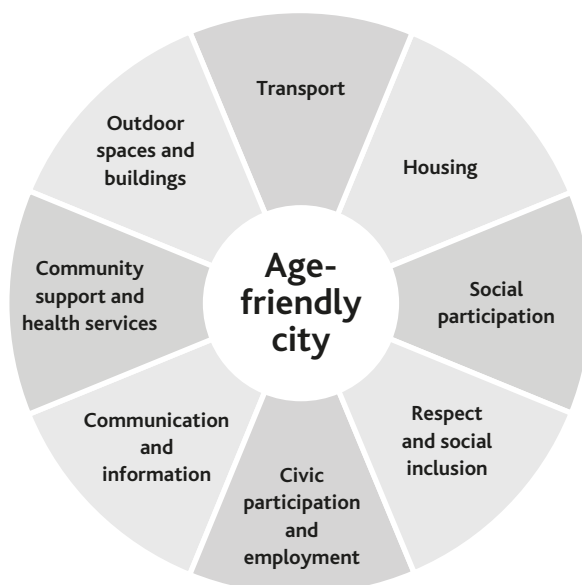 Transport
Housing
Social
participation
Respect
and social
inclusion
Civic
participation
and
employment
Communication
and
information
Community
support and
health services
Outdoor
spaces and
buildings
Age-
friendly
city